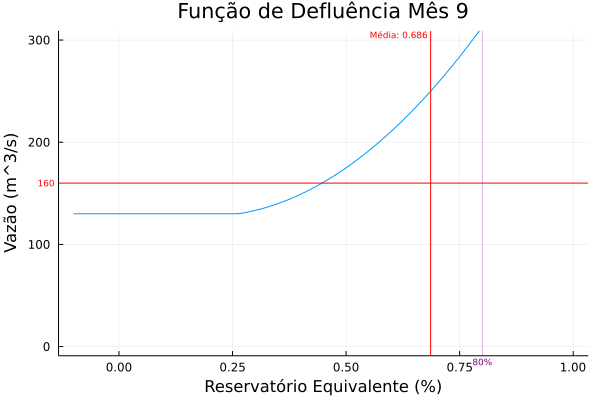 Função de Defluência Mês 9
Média: 0.686
300
200
160
100
0
Vazão (m^3/s)
0.00
0.25
0.50
0.75
80%
1.00
Reservatório Equivalente (%)